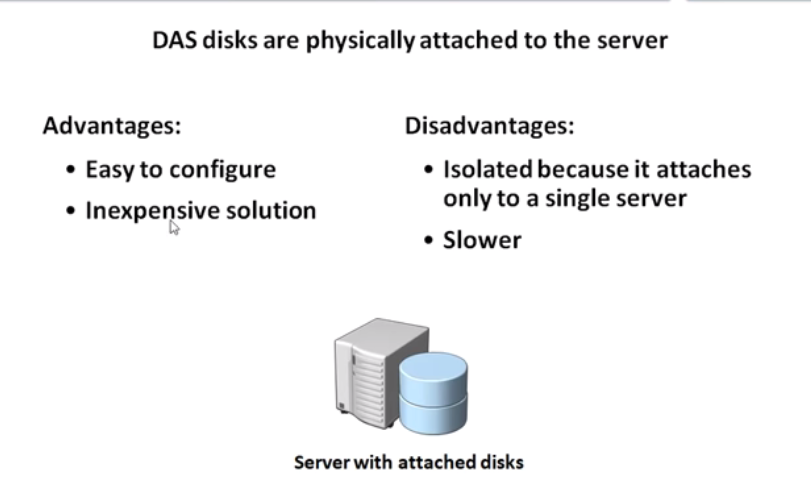 DAS disks are physically attached to the server
Advantages:
• Easy to configure
• Inexpensive solution
Disadvantages:
• Isolated because it attaches
only to a single server
• Slower
Server with attached disks